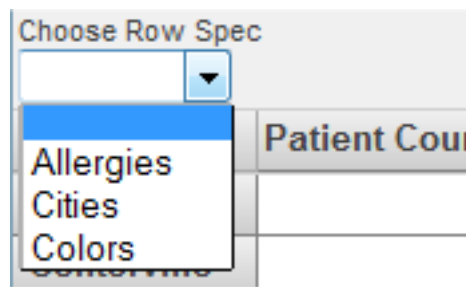 Choose Row Spec
Patient Cour
Allergies
Cities
Colors